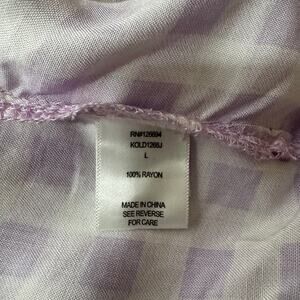 RN#126694
KOLD1266J
L
100% RAYON
MADE IN CHINA
SEE REVERSE
FOR CARE